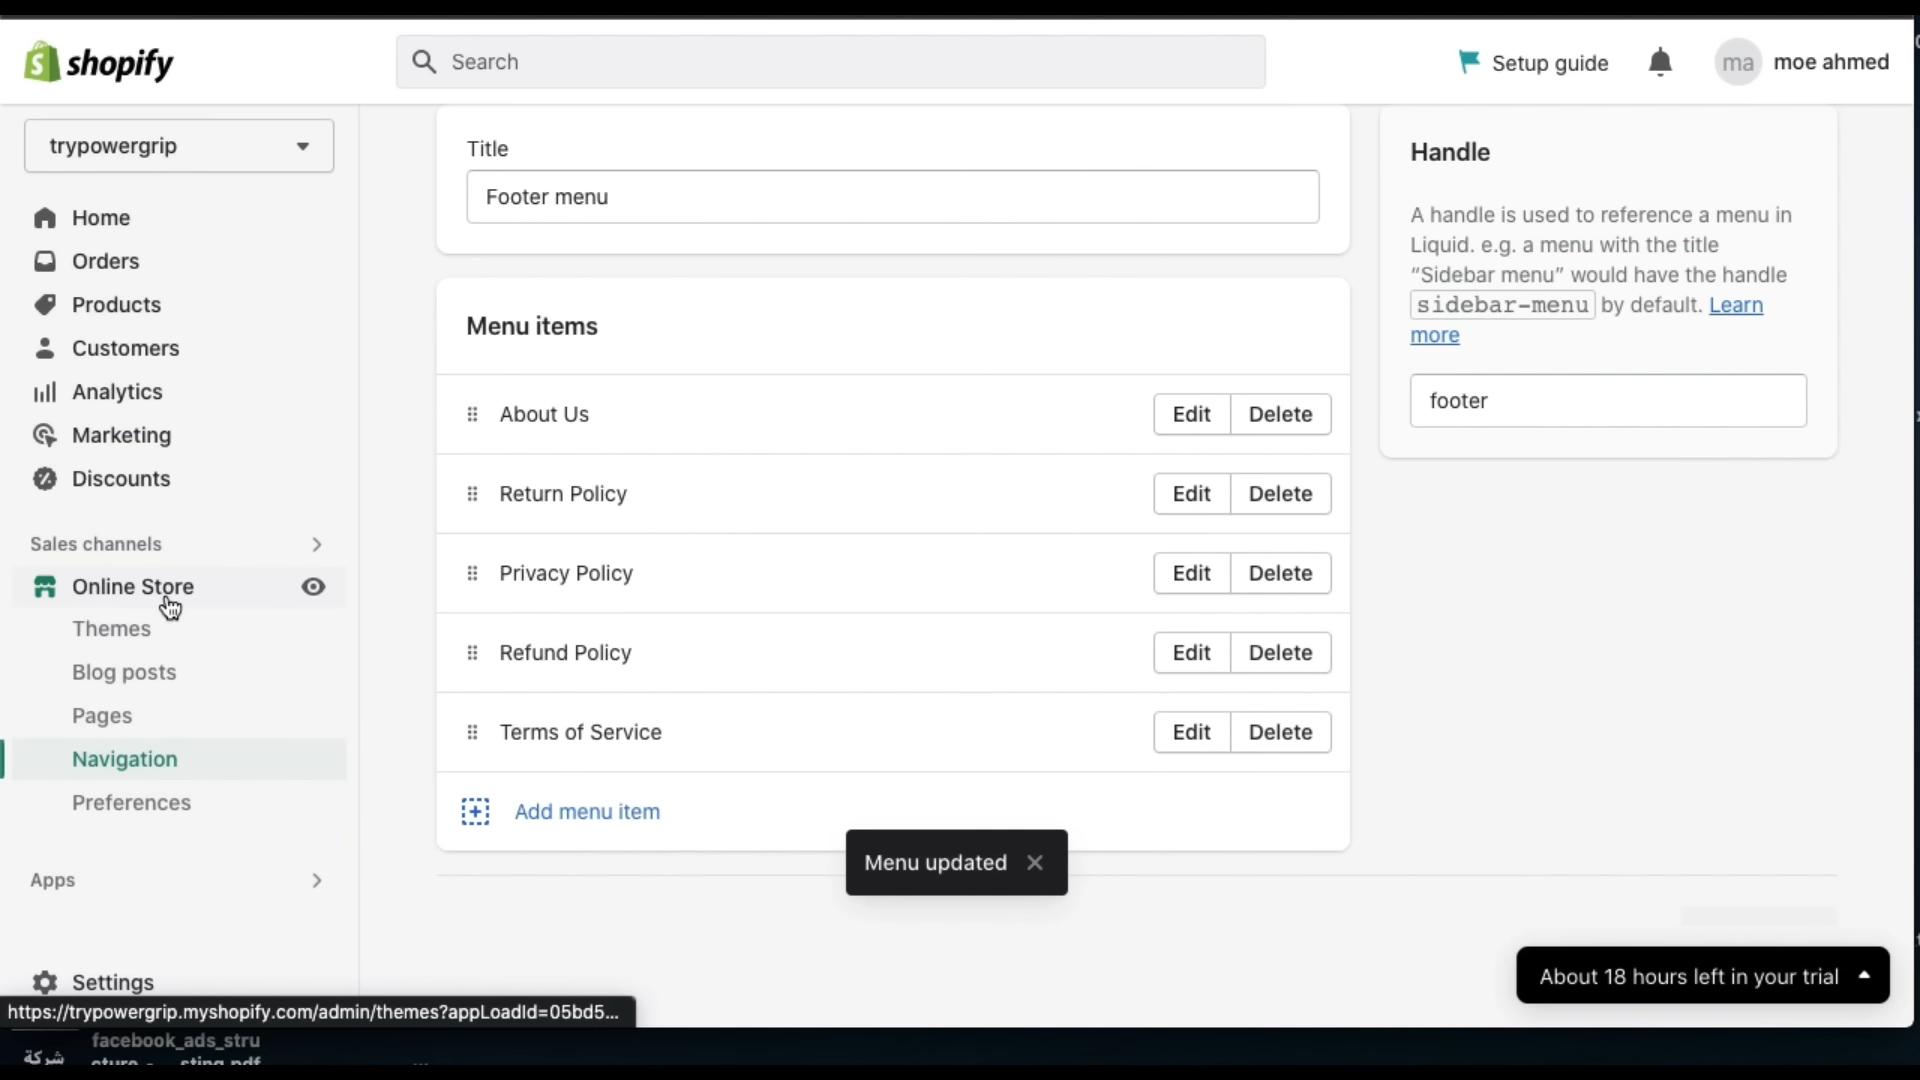 shopify
Search
Setup guide
ma
moe ahmed
trypowergrip
Home
Orders
Products
Customers
Analytics
Marketing
Discounts
Sales channels
Online Store
Themes
Blog posts
Pages
Navigation
Preferences
Apps
Settings
Title
Footer menu
Menu items
About Us
Edit
Delete
Return Policy
Edit
Delete
Privacy Policy
Edit
Delete
Refund Policy
Edit
Delete
Terms of Service
Edit
Delete
Add menu item
Menu updated
Handle
A handle is used to reference a menu in
Liquid. e.g. a menu with the title
“Sidebar menu” would have the handle
sidebar-menu by default. Learn
more
footer
About 18 hours left in your trial
https://trypowergrip.myshopify.com/admin/themes?appLoadId=05bd5...
facebook_ads_stru
شركة